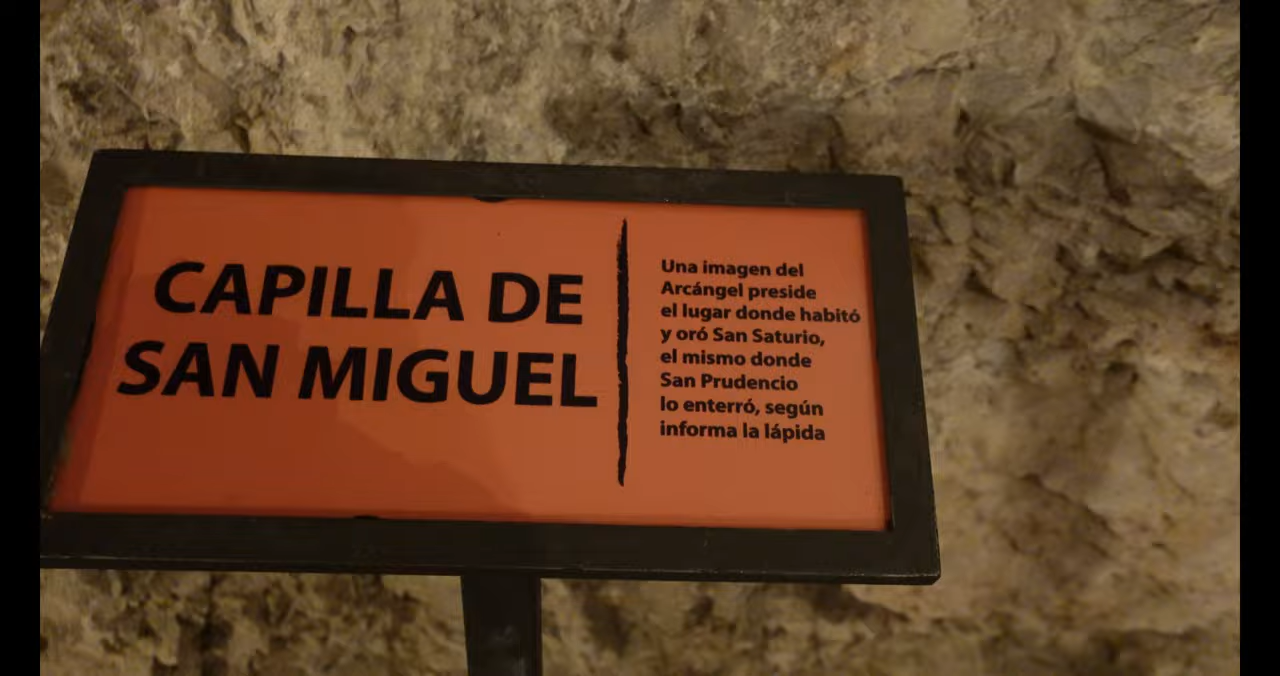 CAPILLA DE
SAN MIGUEL
Una imagen del
Arcángel preside
el lugar donde habitó
y oró San Saturio,
el mismo donde
San Prudencio
lo enterró, según
informa la lápida